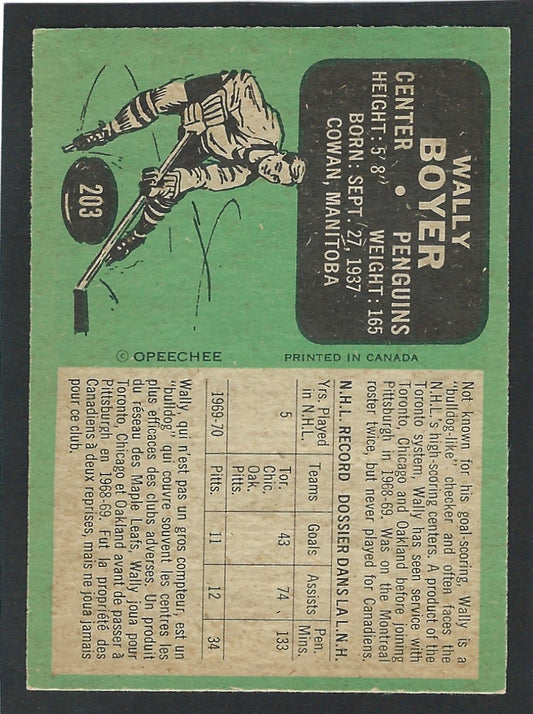 WALLY
BOYER
CENTER • PENGUINS
HEIGHT: 5' 8" WEIGHT: 165
BORN: SEPT. 27, 1937
COWAN, MANITOBA
203
© OPEECHEE PRINTED IN CANADA
Not known for his goal-scoring, Wally is a
"bulldog-like" checker and often faces the
N.H.L.'s high-scoring centers. A product of the
Toronto system, Wally has seen service with
Toronto, Chicago and Oakland before joining
Pittsburgh in 1968-69. Was on the Montreal
roster twice, but never played for Canadiens.
N.H.L. RECORD DOSSIER DANS LA L.N.H.
Yrs. Played in N.H.L. Teams Goals Assists Pen. Mins.
5 Tor. Chic. Oak. Pitts. 43 74 133
1969-70 Pitts. 11 12 34
Wally, qui n'est pas un gros compteur, est un
"bulldog" qui couvre souvent les centres les
plus efficaces des clubs adverses. Un produit
du réseau des Maple Leafs, Wally joua pour
Toronto, Chicago et Oakland avant de passer à
Pittsburgh en 1968-69. Fut la propriété des
Canadiens à deux reprises, mais ne joua jamais
pour ce club.